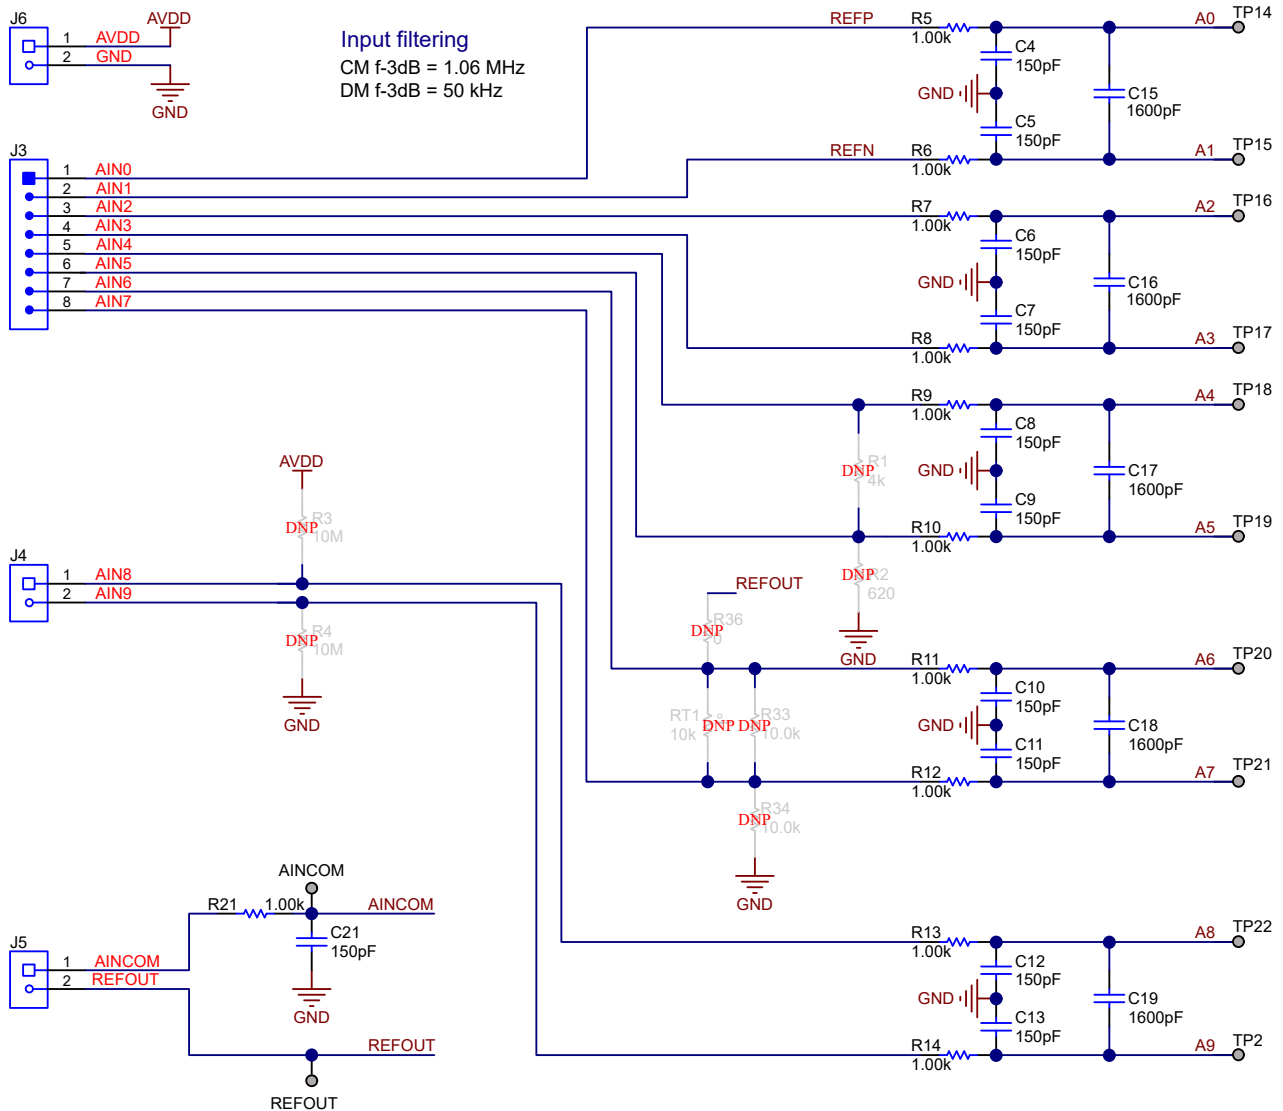 J6
1 AVDD
2 GND
AVDD
GND
Input filtering
CM f-3dB = 1.06 MHz
DM f-3dB = 50 kHz
J3
1 AIN0
2 AIN1
3 AIN2
4 AIN3
5 AIN4
6 AIN5
7 AIN6
8 AIN7
REFP R5 1.00k A0 TP14
C4 150pF
GND
C15 1600pF
C5 150pF
REFN R6 1.00k A1 TP15
R7 1.00k A2 TP16
C6 150pF
GND
C16 1600pF
C7 150pF
R8 1.00k A3 TP17
R9 1.00k A4 TP18
C8 150pF
DNP R1 4k
GND
C17 1600pF
C9 150pF
R10 1.00k A5 TP19
DNP R2 620
GND
AVDD
DNP R3 10M
J4
1 AIN8
2 AIN9
DNP R4 10M
GND
REFOUT
DNP R36 0
R11 1.00k A6 TP20
C10 150pF
RT1 10k DNP
DNP R33 10.0k
GND
C18 1600pF
C11 150pF
R12 1.00k A7 TP21
DNP R34 10.0k
GND
AINCOM
R21 1.00k AINCOM
C21 150pF
GND
J5
1 AINCOM
2 REFOUT
REFOUT
REFOUT
R13 1.00k A8 TP22
C12 150pF
GND
C19 1600pF
C13 150pF
R14 1.00k A9 TP2